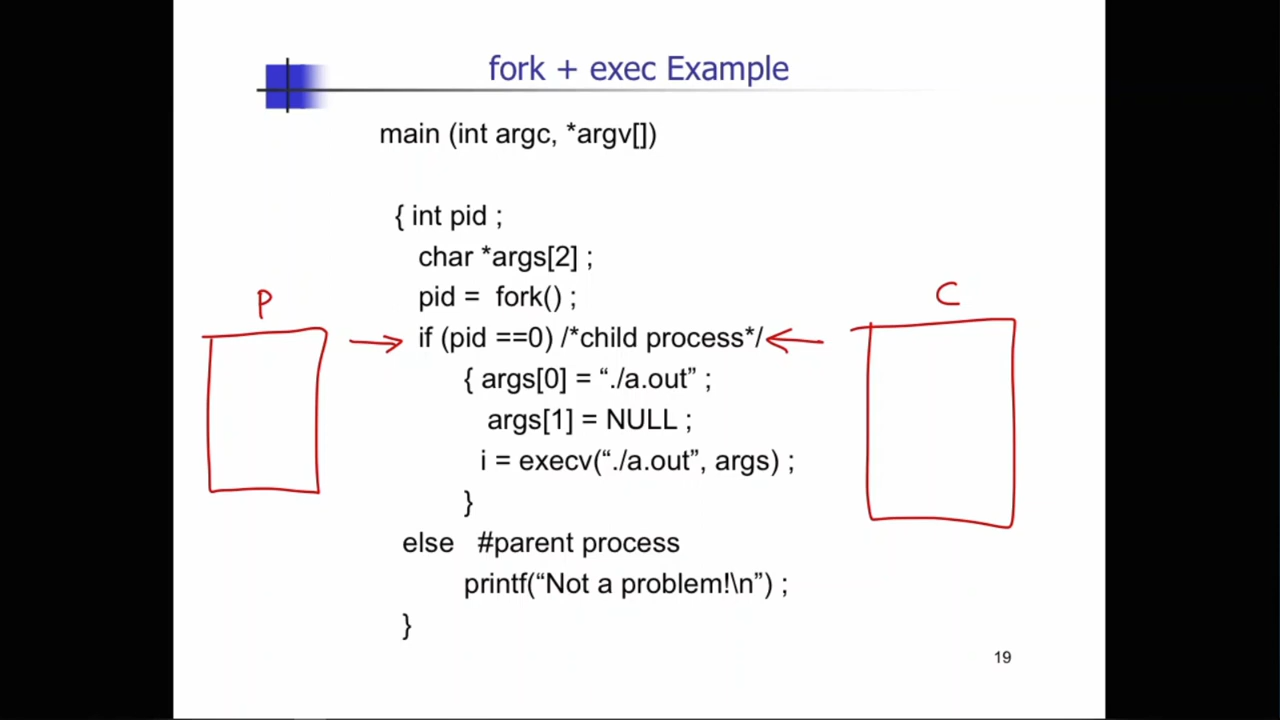 fork + exec Example
main (int argc, *argv[])
{ int pid ;
char *args[2] ;
pid = fork() ;
P
C
if (pid ==0) /*child process*/
{ args[0] = “./a.out” ;
args[1] = NULL ;
i = execv(“./a.out”, args) ;
}
else #parent process
printf(“Not a problem!\n”) ;
}
19